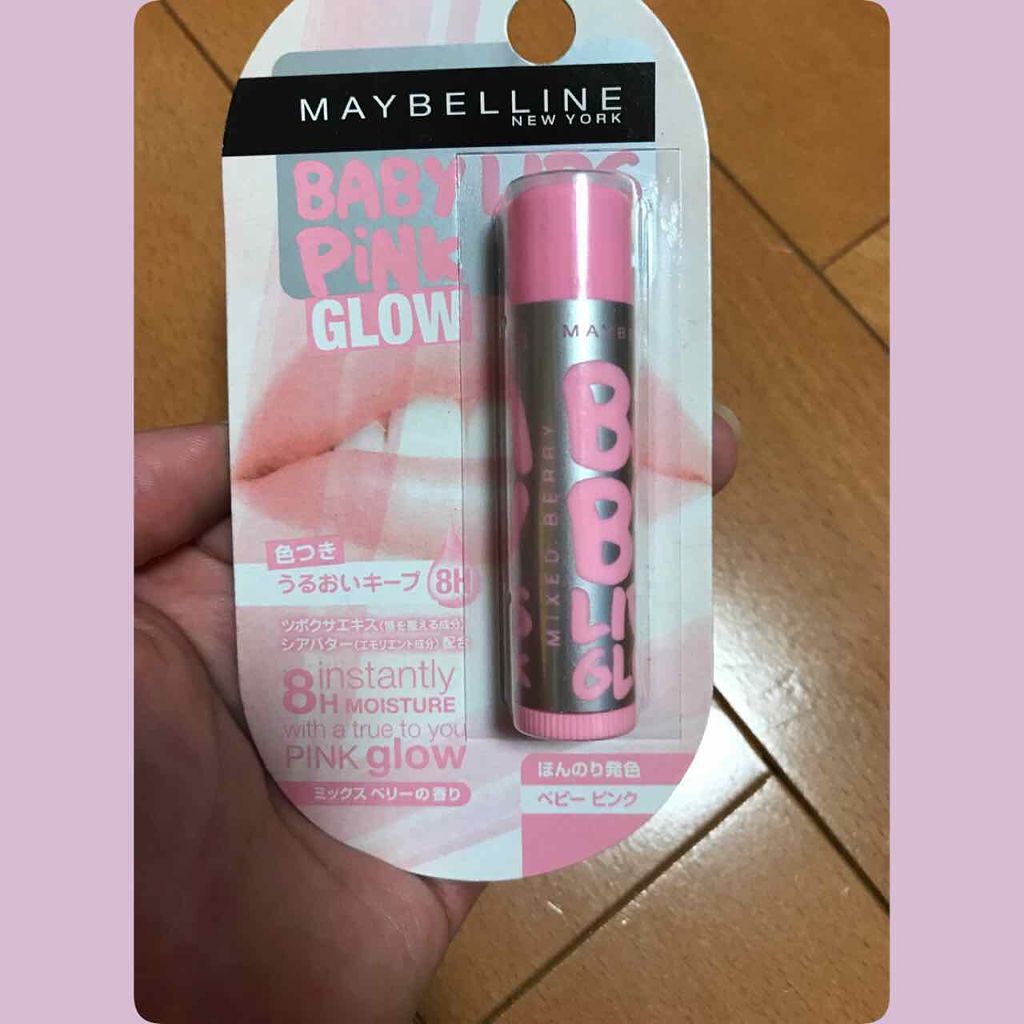 MAYBELLINE
NEW YORK
BABY LIPS
PiNK
GLOW
MAYB
MIXED BERRY
B
B
LI
GL
色つき
うるおいキープ 8H
ツボクサエキス〈肌を整える成分〉
シアバター〈エモリエント成分〉配合
instantly
8H MOISTURE
with a true to you
PINK glow
ミックス ベリーの香り
ほんのり発色
ベビー ピンク